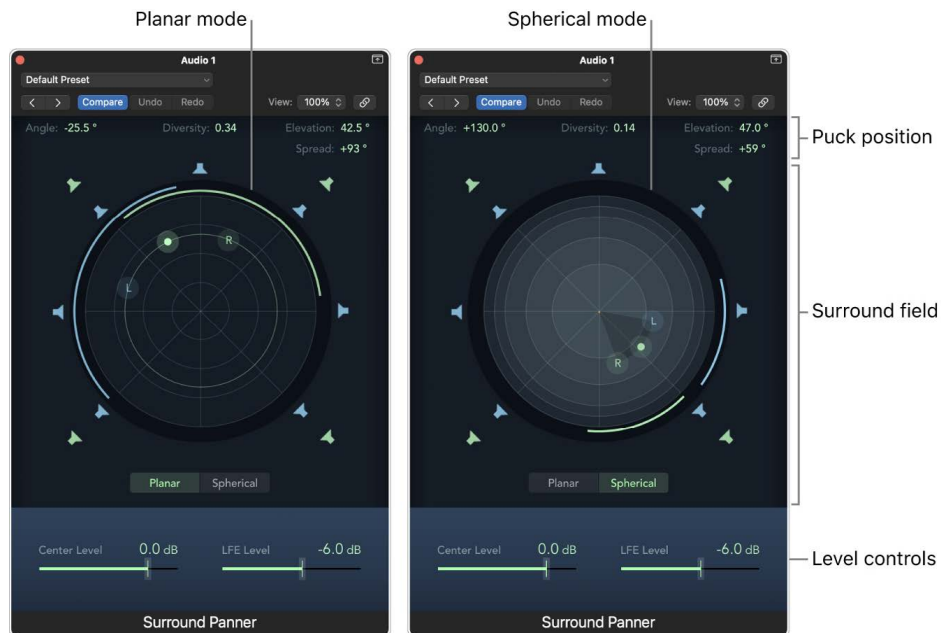 Planar mode
Spherical mode
Audio 1
Default Preset
Compare Undo Redo View: 100%
Angle: -25.5 ° Diversity: 0.34 Elevation: 42.5 °
Spread: +93 °
R
L
Planar Spherical
Center Level 0.0 dB LFE Level -6.0 dB
Surround Panner
Audio 1
Default Preset
Compare Undo Redo View: 100%
Angle: +130.0 ° Diversity: 0.14 Elevation: 47.0 °
Spread: +59 °
L
R
Planar Spherical
Center Level 0.0 dB LFE Level -6.0 dB
Surround Panner
Puck position
Surround field
Level controls